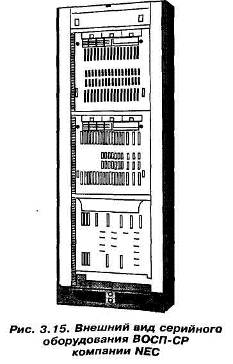 Рис. 3.15. Внешний вид серийного
оборудования ВОСП-СР
компании NEC